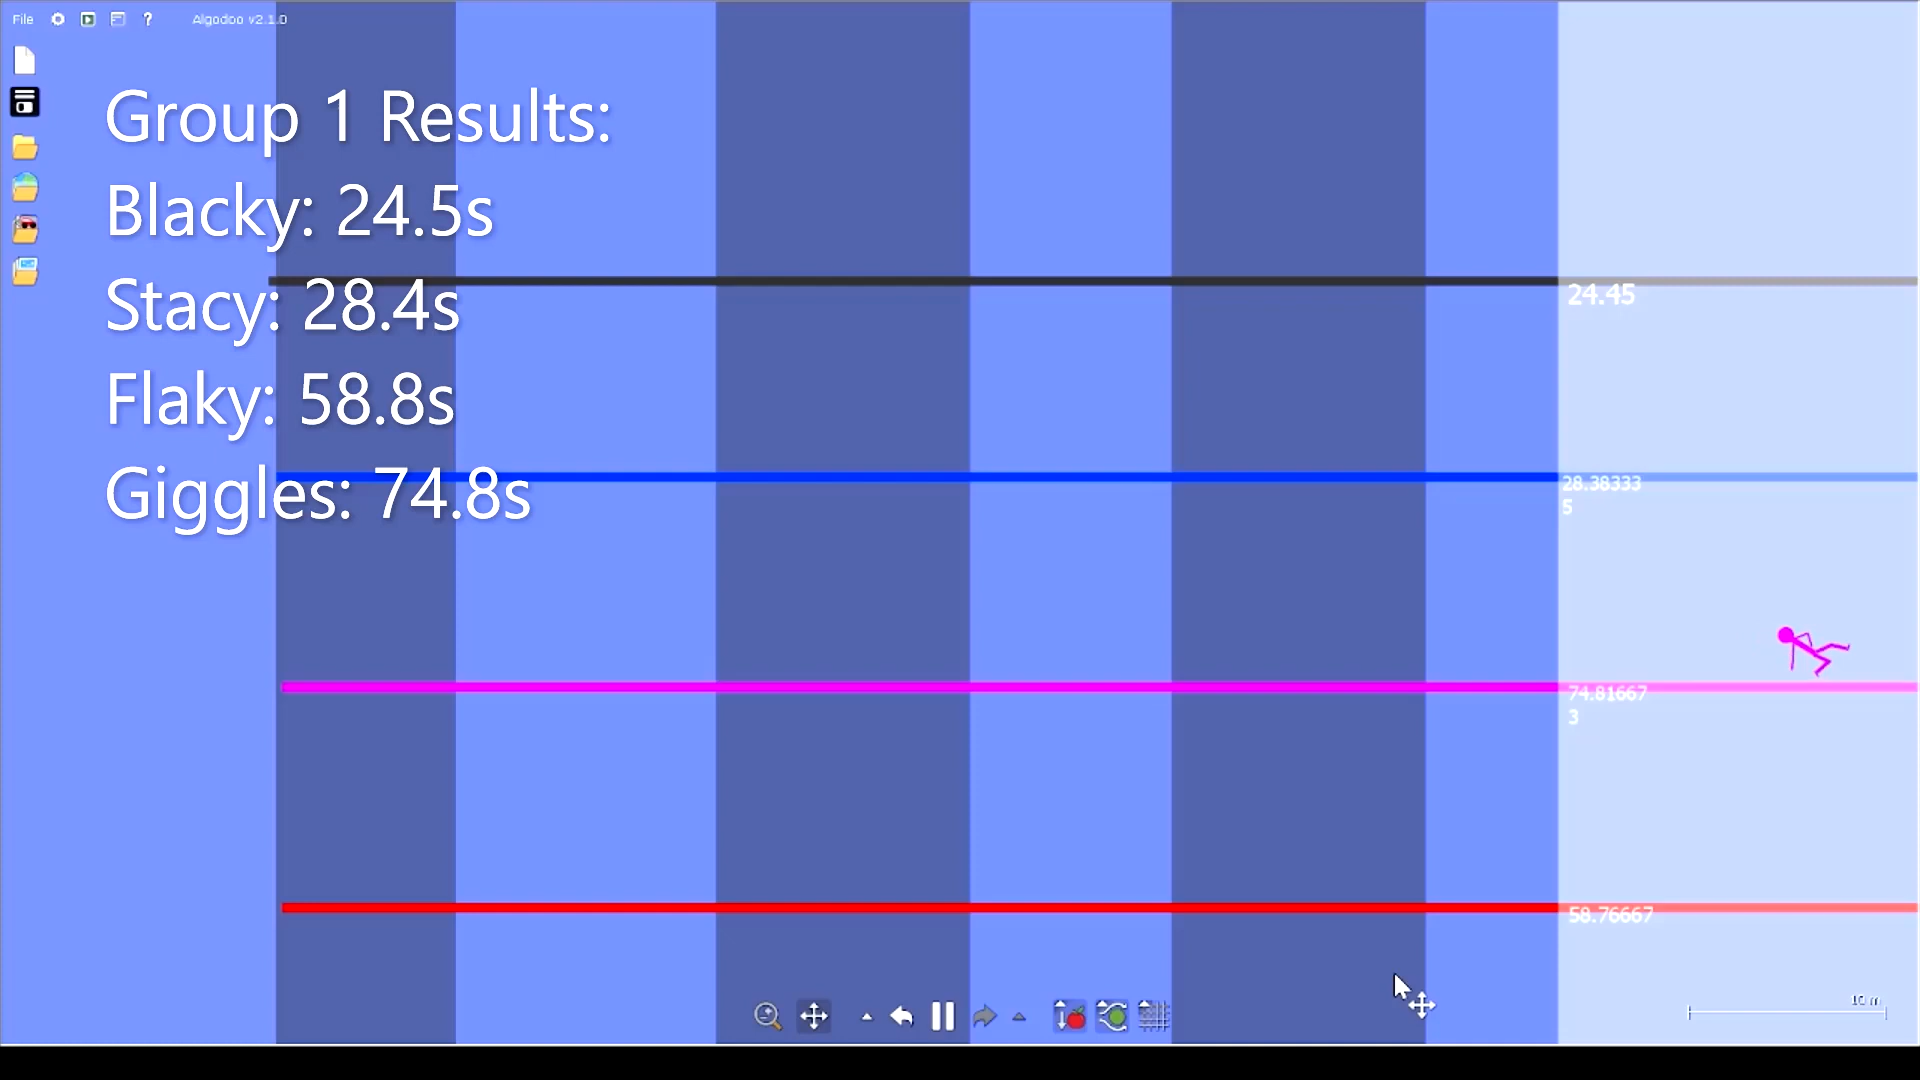 File ? Algodoo v2.1.0
Group 1 Results:
Blacky: 24.5s
Stacy: 28.4s
Flaky: 58.8s
Giggles: 74.8s
24.45
28.38333
5
74.81667
3
58.76667
10 m